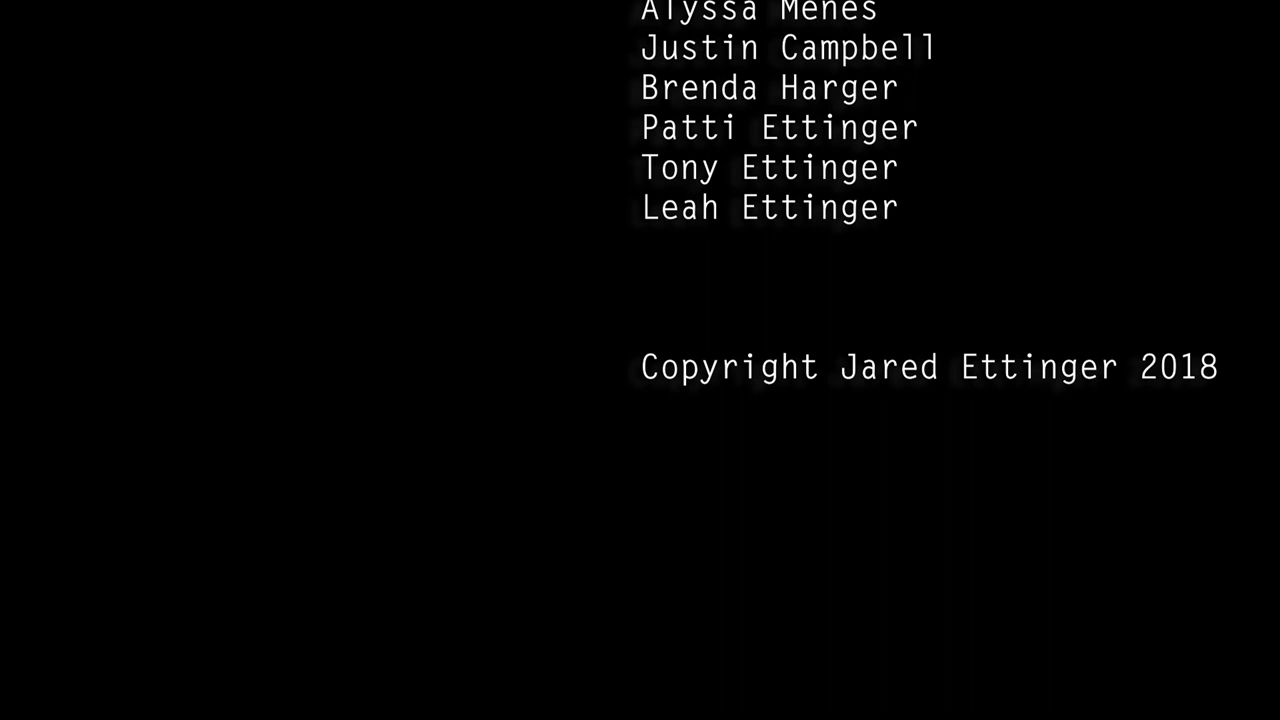 Alyssa Menes
Justin Campbell
Brenda Harger
Patti Ettinger
Tony Ettinger
Leah Ettinger
Copyright Jared Ettinger 2018